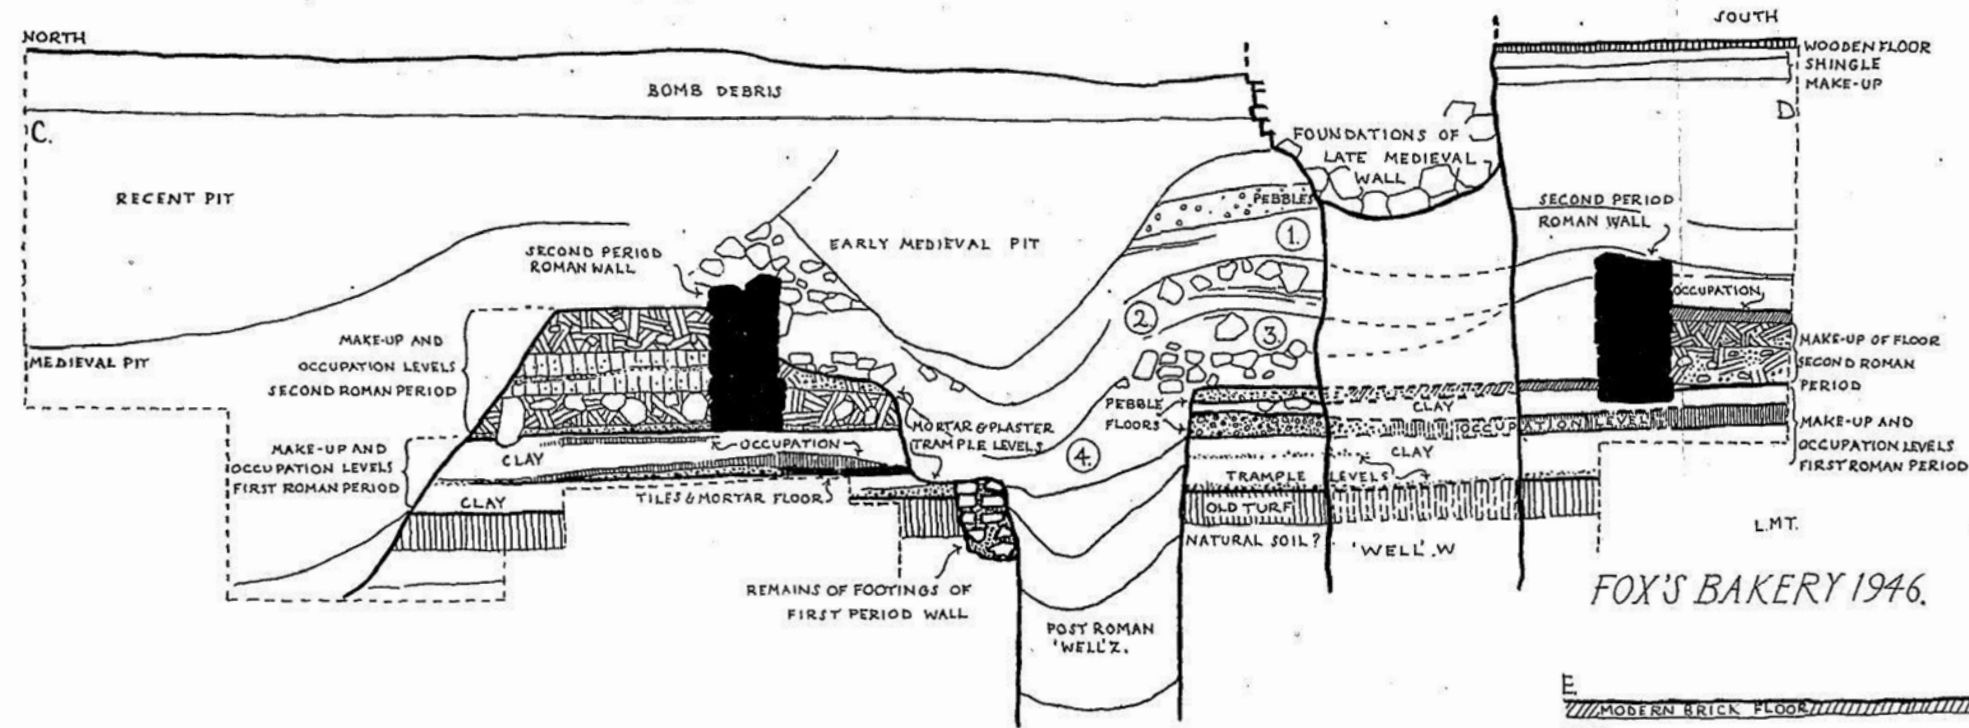 NORTH
SOUTH
WOODEN FLOOR
SHINGLE
MAKE-UP
BOMB DEBRIS
C.
D
FOUNDATIONS OF
LATE MEDIEVAL
WALL
RECENT PIT
PEBBLES
SECOND PERIOD
ROMAN WALL
EARLY MEDIEVAL PIT
1.
SECOND PERIOD
ROMAN WALL
OCCUPATION
2.
3.
MAKE-UP AND
OCCUPATION LEVELS
SECOND ROMAN PERIOD
MEDIEVAL PIT
MAKE-UP OF FLOOR
SECOND ROMAN
PERIOD
PEBBLE
FLOORS
CLAY
MORTAR & PLASTER
TRAMPLE LEVELS
OCCUPATION LEVEL
MAKE-UP AND
OCCUPATION LEVELS
FIRST ROMAN PERIOD
OCCUPATION
MAKE-UP AND
OCCUPATION LEVELS
FIRST ROMAN PERIOD
CLAY
4.
CLAY
TRAMPLE LEVELS
TILES & MORTAR FLOOR
CLAY
OLD TURF
L.MT.
NATURAL SOIL?
'WELL'.W
REMAINS OF FOOTINGS OF
FIRST PERIOD WALL
FOX'S BAKERY 1946.
POST ROMAN
'WELL'Z.
E.
MODERN BRICK FLOOR